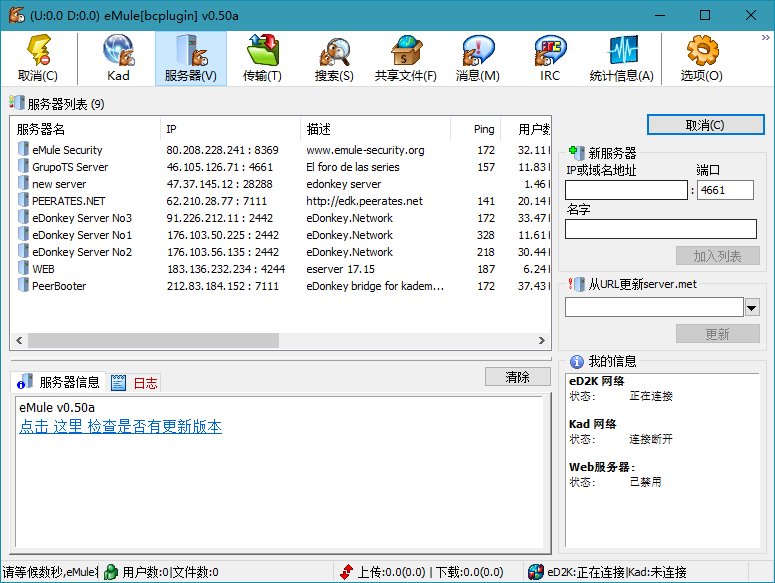 (U:0.0 D:0.0) eMule[bcplugin] v0.50a
取消(C)
Kad
服务器(V)
传输(T)
搜索(S)
共享文件(F)
消息(M)
IRC
统计信息(A)
选项(O)
服务器列表 (9)
服务器名 IP 描述 Ping 用户数
eMule Security 80.208.228.241 : 8369 www.emule-security.org 172 32.11
GrupoTS Server 46.105.126.71 : 4661 El foro de las series 157 11.83
new server 47.37.145.12 : 28288 edonkey server 1.46
PEERATES.NET 62.210.28.77 : 7111 http://edk.peerates.net 141 20.14
eDonkey Server No3 91.226.212.11 : 2442 eDonkey.Network 172 33.47
eDonkey Server No1 176.103.50.225 : 2442 eDonkey.Network 328 11.61
eDonkey Server No2 176.103.56.135 : 2442 eDonkey.Network 218 30.44
WEB 183.136.232.234 : 4244 eserver 17.15 187 6.24
PeerBooter 212.83.184.152 : 7111 eDonkey bridge for kadem... 172 37.43
取消(C)
新服务器
IP或域名地址 端口
: 4661
名字
加入列表
从URL更新server.met
更新
服务器信息 日志
清除
eMule v0.50a
点击 这里 检查是否有更新版本
我的信息
eD2K 网络
状态: 正在连接
Kad 网络
状态: 连接断开
Web服务器:
状态: 已禁用
请等候数秒,eMule
用户数:0|文件数:0
上传:0.0(0.0) | 下载:0.0(0.0)
eD2K:正在连接|Kad:未连接